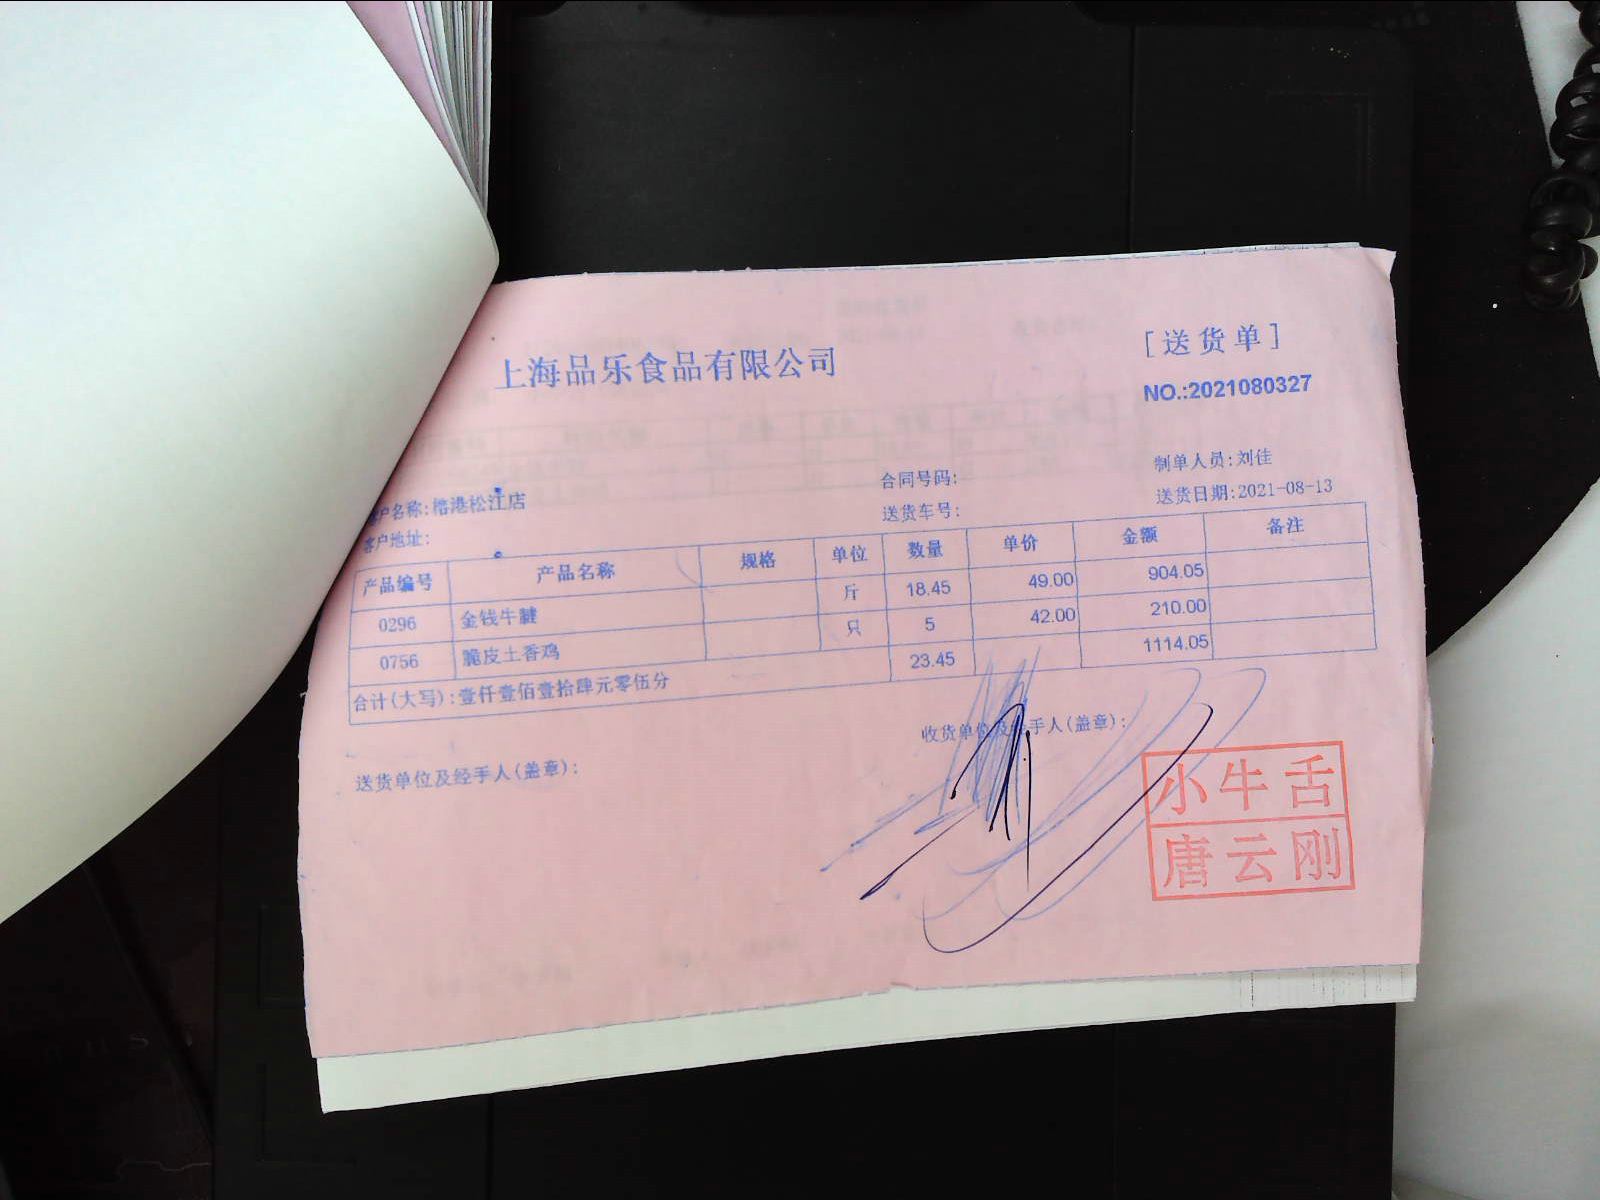 上海品乐食品有限公司
[送货单]
NO.:2021080327
客户名称:榕港松江店
合同号码:
制单人员:刘佳
客户地址:
送货车号:
送货日期:2021-08-13
产品编号 产品名称 规格 单位 数量 单价 金额 备注
0296 金钱牛腱 斤 18.45 49.00 904.05
0756 脆皮土香鸡 只 5 42.00 210.00
合计(大写):壹仟壹佰壹拾肆元零伍分 23.45 1114.05
送货单位及经手人(盖章):
收货单位及经手人(盖章):
小牛舌
唐云刚